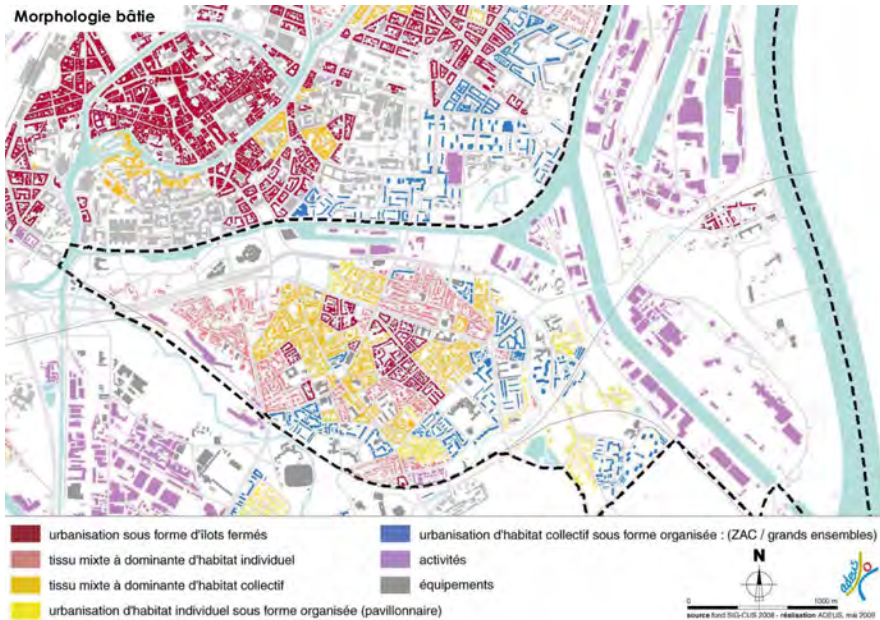 Morphologie bâtie
urbanisation sous forme d'îlots fermés
tissu mixte à dominante d'habitat individuel
tissu mixte à dominante d'habitat collectif
urbanisation d'habitat individuel sous forme organisée (pavillonnaire)
urbanisation d'habitat collectif sous forme organisée : (ZAC / grands ensembles)
activités
équipements
N
0 1000 m
adeus
source fond SIG-CUS 2008 - réalisation ADEUS, mai 2009